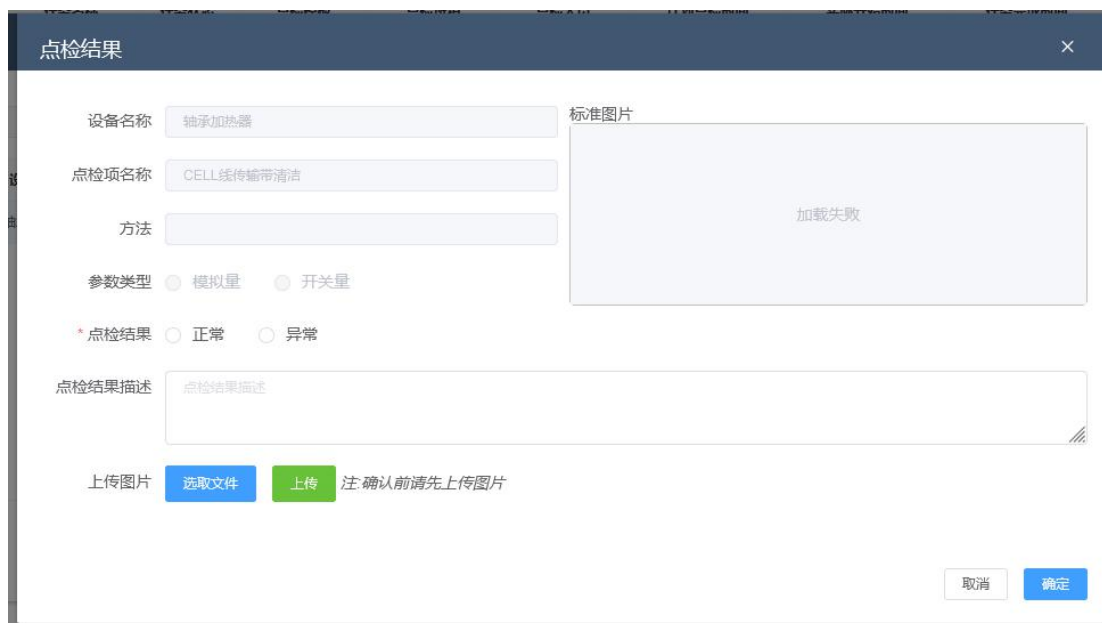 点检结果
设备名称 轴承加热器
标准图片
点检项名称 CELL线传输带清洁
加载失败
方法
参数类型 模拟量 开关量
*点检结果 正常 异常
点检结果描述 点检结果描述
上传图片 选取文件 上传 注:确认前请先上传图片
取消 确定